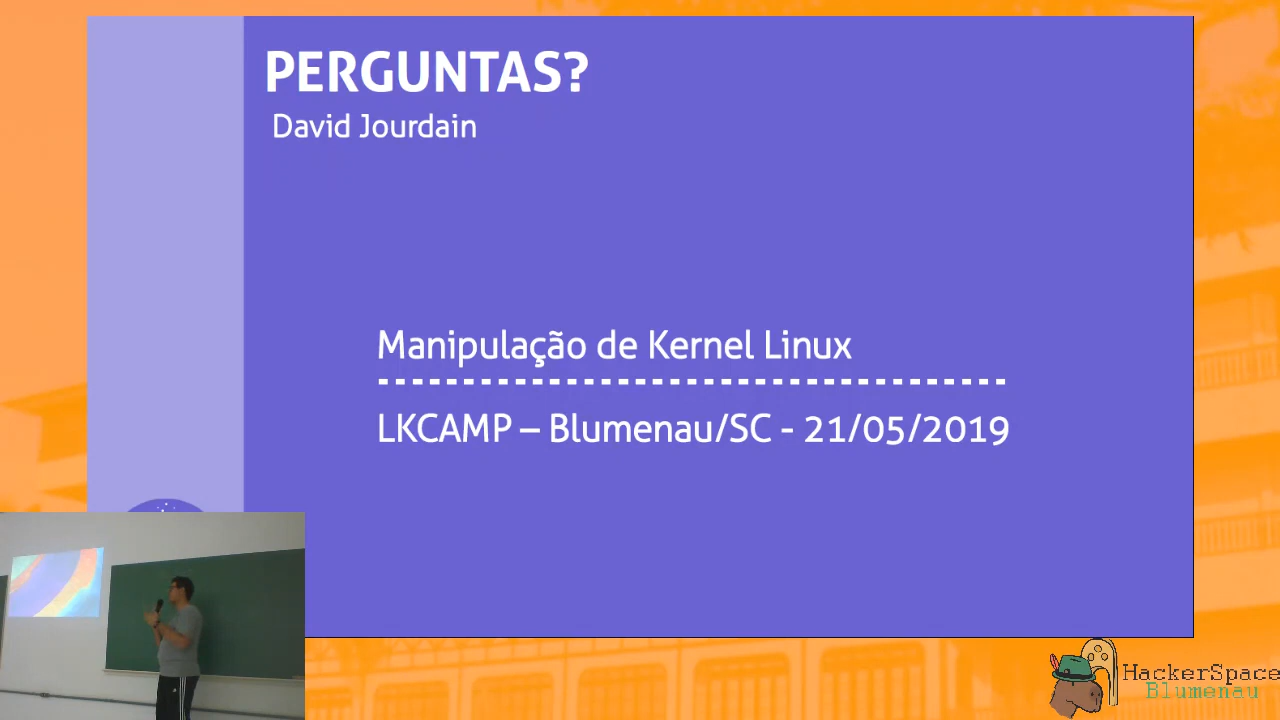 PERGUNTAS?
David Jourdain
Manipulação de Kernel Linux
LKCAMP – Blumenau/SC - 21/05/2019
HackerSpace
Blumenau